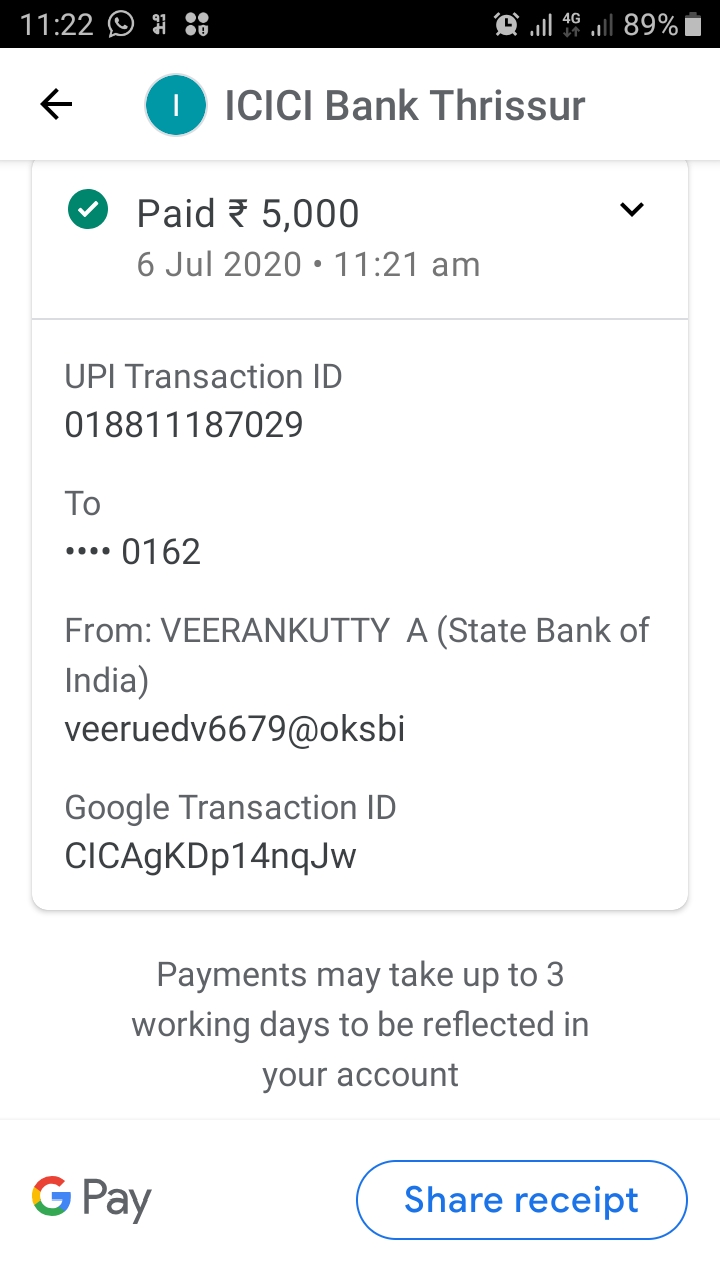 11:22 4G 89%
I ICICI Bank Thrissur
Paid ₹ 5,000
6 Jul 2020 • 11:21 am
UPI Transaction ID
018811187029
To
•••• 0162
From: VEERANKUTTY A (State Bank of
India)
veeruedv6679@oksbi
Google Transaction ID
CICAgKDp14nqJw
Payments may take up to 3
working days to be reflected in
your account
G Pay
Share receipt